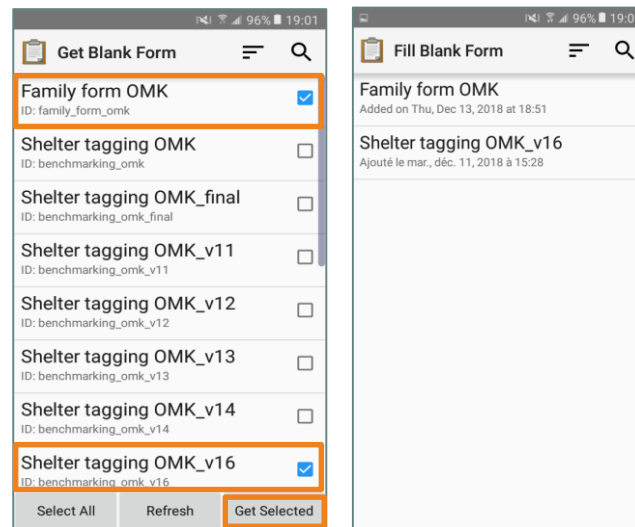 96% 19:01
Get Blank Form
Family form OMK
ID: family_form_omk
Shelter tagging OMK
ID: benchmarking_omk
Shelter tagging OMK_final
ID: benchmarking_omk_final
Shelter tagging OMK_v11
ID: benchmarking_omk_v11
Shelter tagging OMK_v12
ID: benchmarking_omk_v12
Shelter tagging OMK_v13
ID: benchmarking_omk_v13
Shelter tagging OMK_v14
ID: benchmarking_omk_v14
Shelter tagging OMK_v16
ID: benchmarking_omk_v16
Select All Refresh Get Selected
96% 19:0
Fill Blank Form
Family form OMK
Added on Thu, Dec 13, 2018 at 18:51
Shelter tagging OMK_v16
Ajouté le mar., déc. 11, 2018 à 15:28